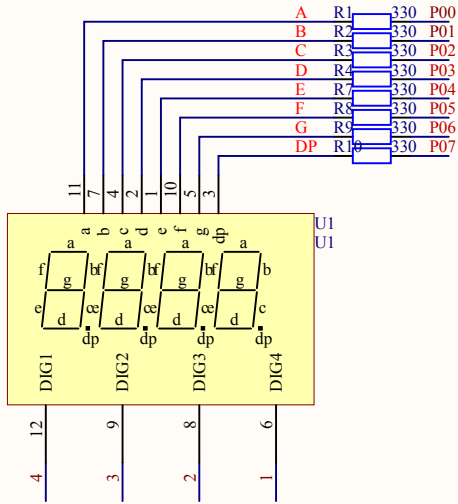 A R1 330 P00
B R2 330 P01
C R3 330 P02
D R4 330 P03
E R7 330 P04
F R8 330 P05
G R9 330 P06
DP R10 330 P07
11 7 4 2 1 10 5 3
a b c d e f g dp
U1
U1
a a a a
f b f b f b f b
g g g g
e c e c e c e c
d d d d
dp dp dp dp
DIG1 DIG2 DIG3 DIG4
12 9 8 6
4 3 2 1